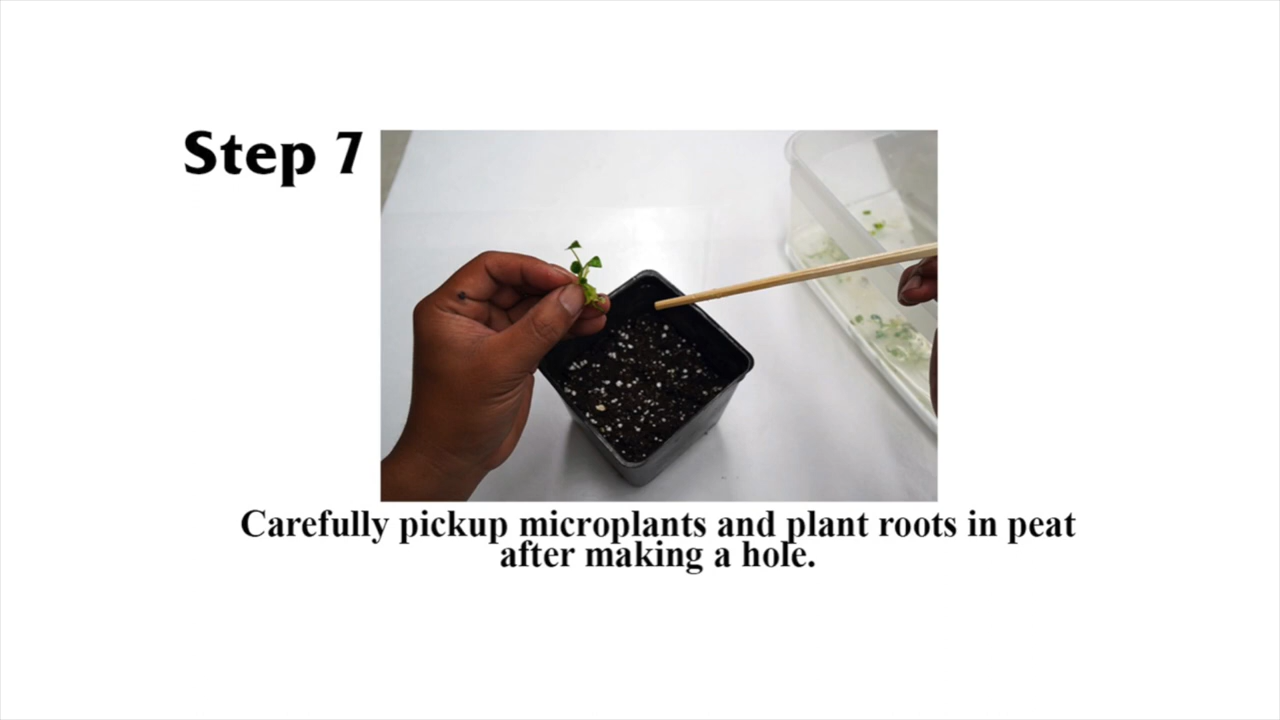 Step 7
Carefully pickup microplants and plant roots in peat
after making a hole.